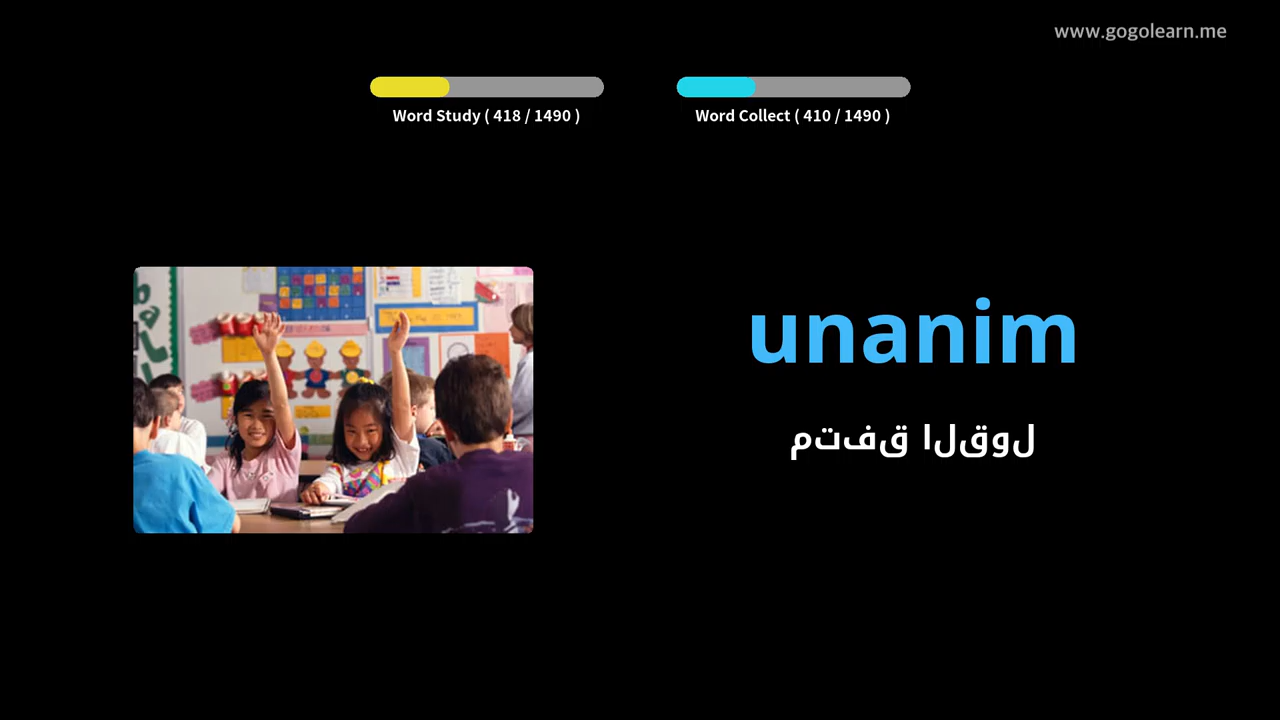 www.gogolearn.me
Word Study ( 418 / 1490 )
Word Collect ( 410 / 1490 )
unanim
متفق القول